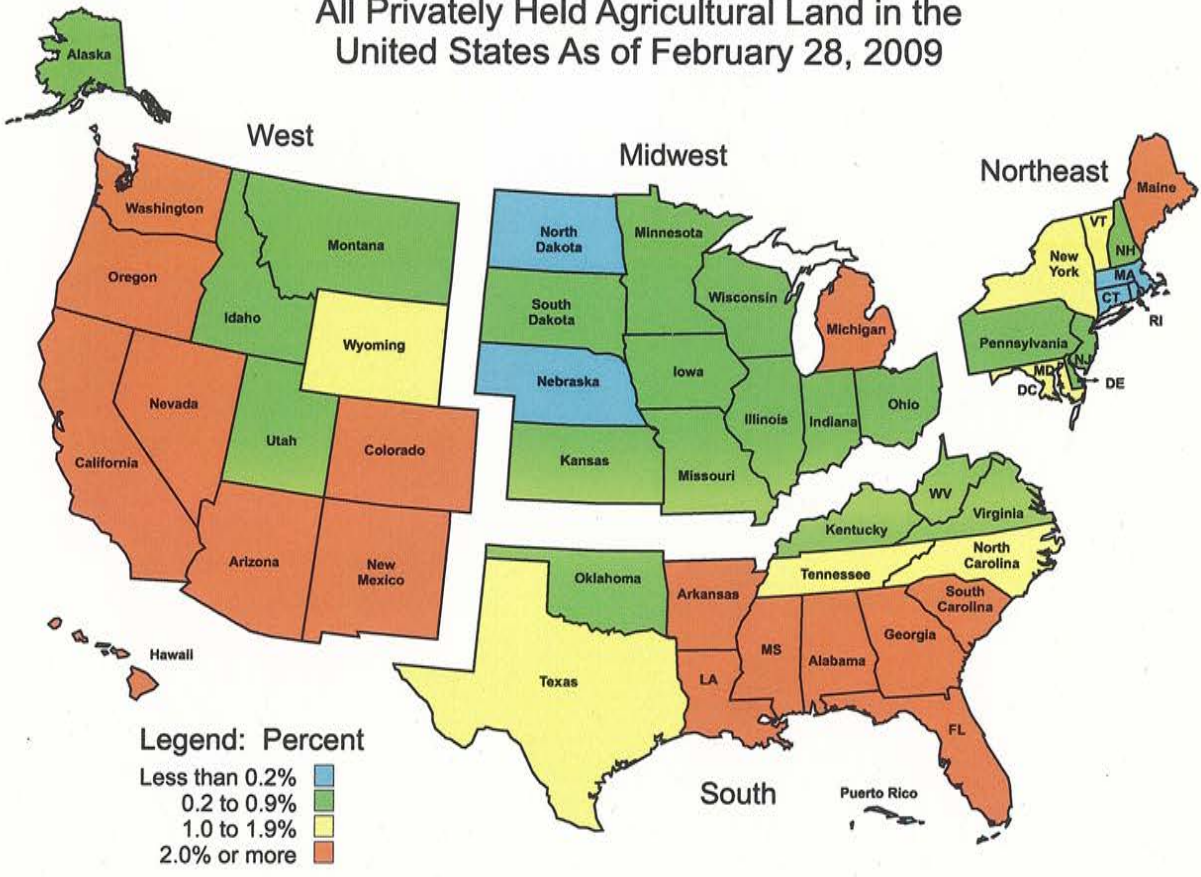 All Privately Held Agricultural Land in the
United States As of February 28, 2009
Alaska
West
Midwest
Northeast
Washington
Oregon
Idaho
Montana
Wyoming
Nevada
California
Utah
Colorado
Arizona
New
Mexico
Hawaii
North
Dakota
South
Dakota
Nebraska
Kansas
Minnesota
Wisconsin
Michigan
Iowa
Illinois
Indiana
Ohio
Missouri
Maine
VT
NH
New
York
MA
CT
RI
Pennsylvania
NJ
MD
DE
DC
WV
Virginia
Kentucky
North
Carolina
Tennessee
South
Carolina
Oklahoma
Arkansas
Texas
LA
MS
Alabama
Georgia
FL
South
Puerto Rico
Legend: Percent
Less than 0.2%
0.2 to 0.9%
1.0 to 1.9%
2.0% or more